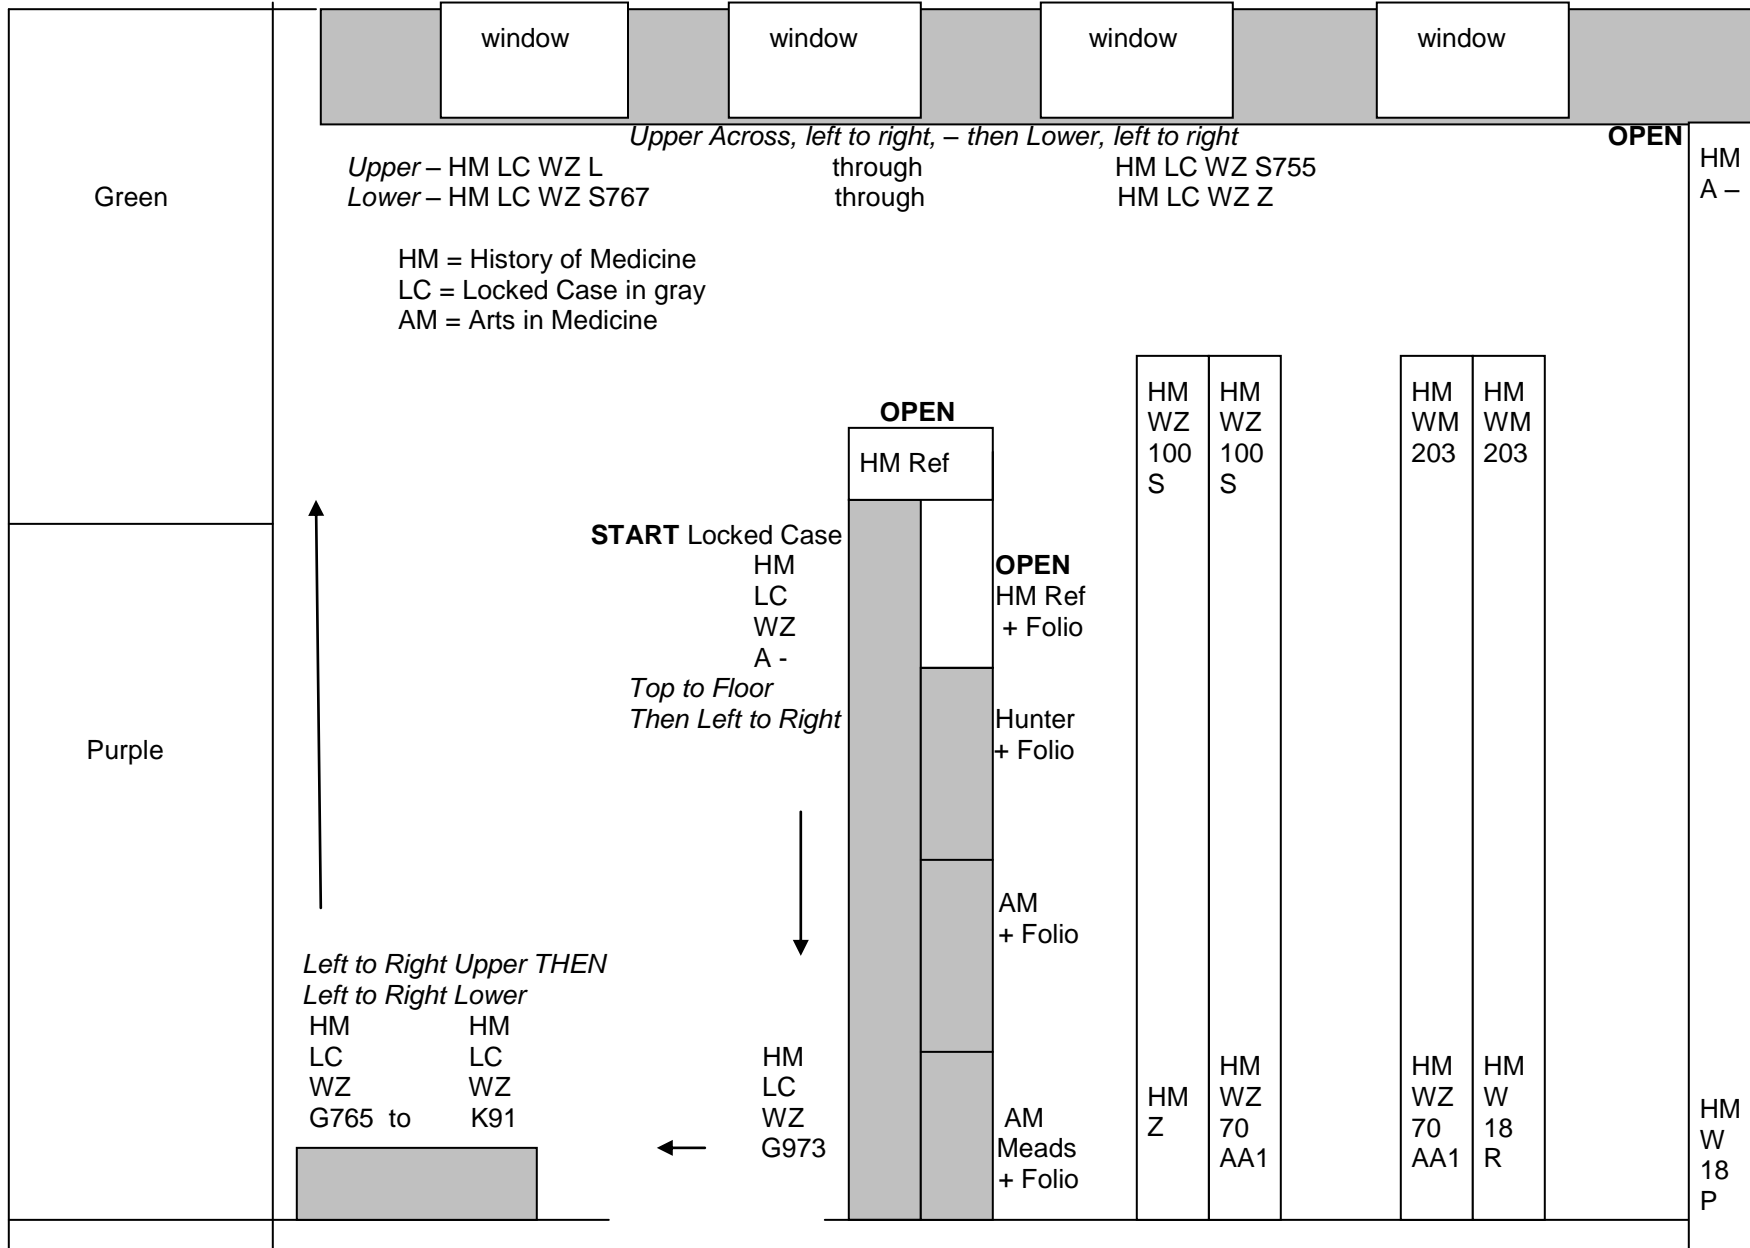 window
window
window
window
Upper Across, left to right, – then Lower, left to right
OPEN
Upper – HM LC WZ L through HM LC WZ S755
Lower – HM LC WZ S767 through HM LC WZ Z
HM
A –
Green
HM = History of Medicine
LC = Locked Case in gray
AM = Arts in Medicine
OPEN
HM Ref
HM
WZ
100
S
HM
WZ
100
S
HM
WM
203
HM
WM
203
START Locked Case
HM
LC
WZ
A -
Top to Floor
Then Left to Right
OPEN
HM Ref
+ Folio
Hunter
+ Folio
Purple
AM
+ Folio
Left to Right Upper THEN
Left to Right Lower
HM HM
LC LC
WZ WZ
G765 to K91
HM
LC
WZ
G973
AM
Meads
+ Folio
HM
Z
HM
WZ
70
AA1
HM
WZ
70
AA1
HM
W
18
R
HM
W
18
P